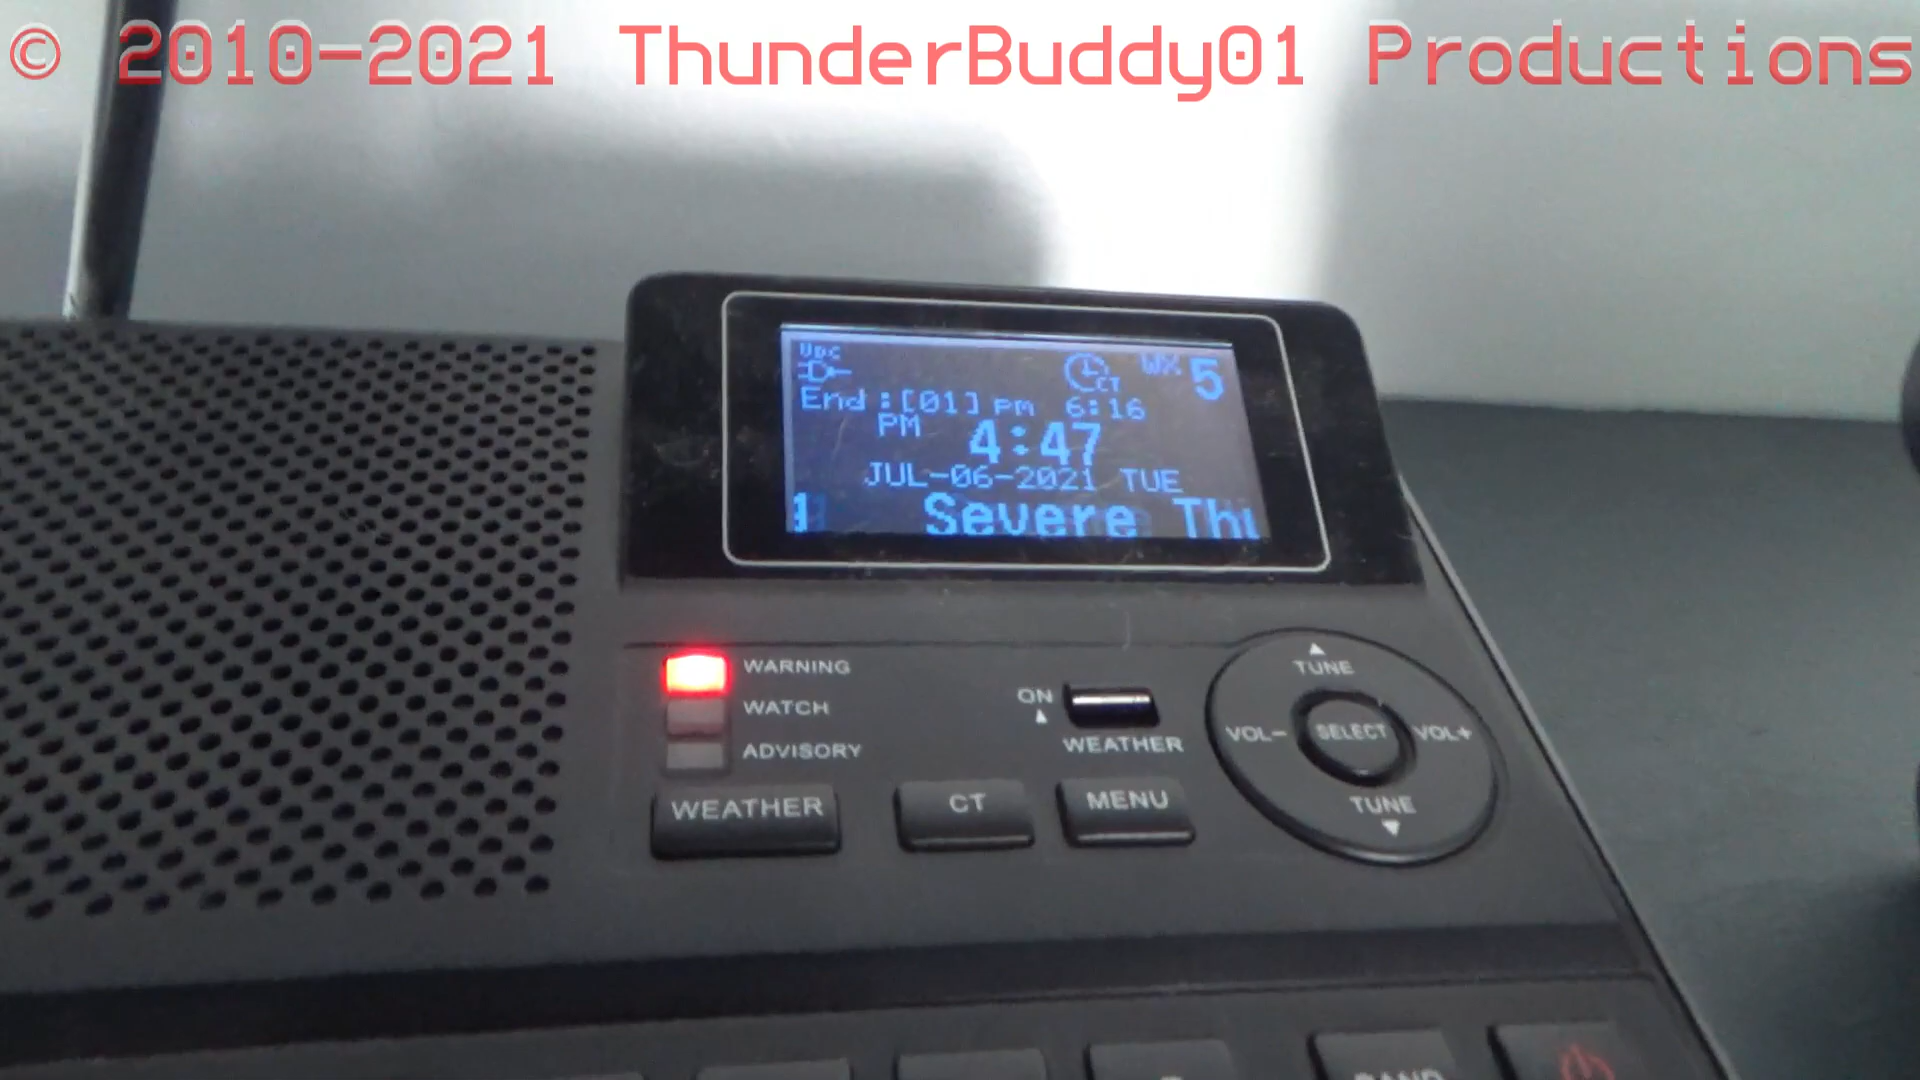 © 2010-2021 ThunderBuddy01 Productions
WX 5
End:[01] PM 6:16
PM 4:47
JUL-06-2021 TUE
Severe
WARNING
WATCH
ADVISORY
ON
WEATHER
WEATHER
CT
MENU
TUNE
VOL- SELECT VOL+
TUNE
BAND